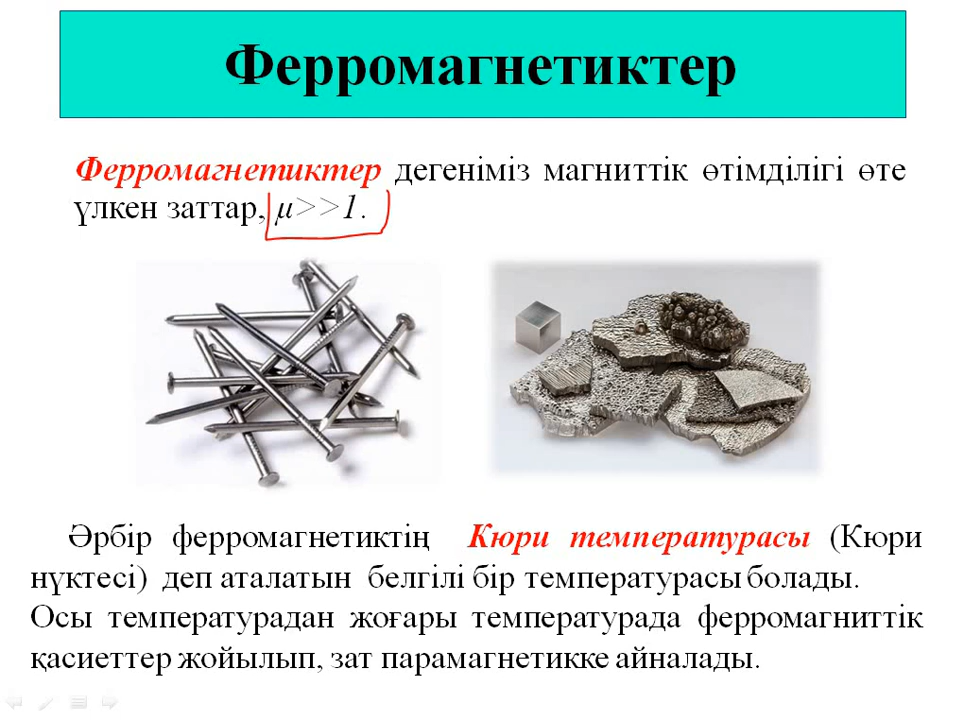 Ферромагнетиктер
Ферромагнетиктер дегеніміз магниттік өтімділігі өте
үлкен заттар, μ>>1.
Әрбір ферромагнетиктің Кюри температурасы (Кюри
нүктесі) деп аталатын белгілі бір температурасы болады.
Осы температурадан жоғары температурада ферромагниттік
қасиеттер жойылып, зат парамагнетикке айналады.